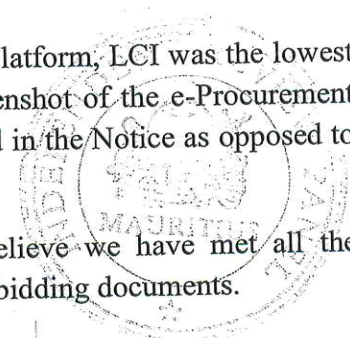 latform, LCI was the lowest
enshot of the e-Procurement
in the Notice as opposed to
MAURITIUS
elieve we have met all the
bidding documents.